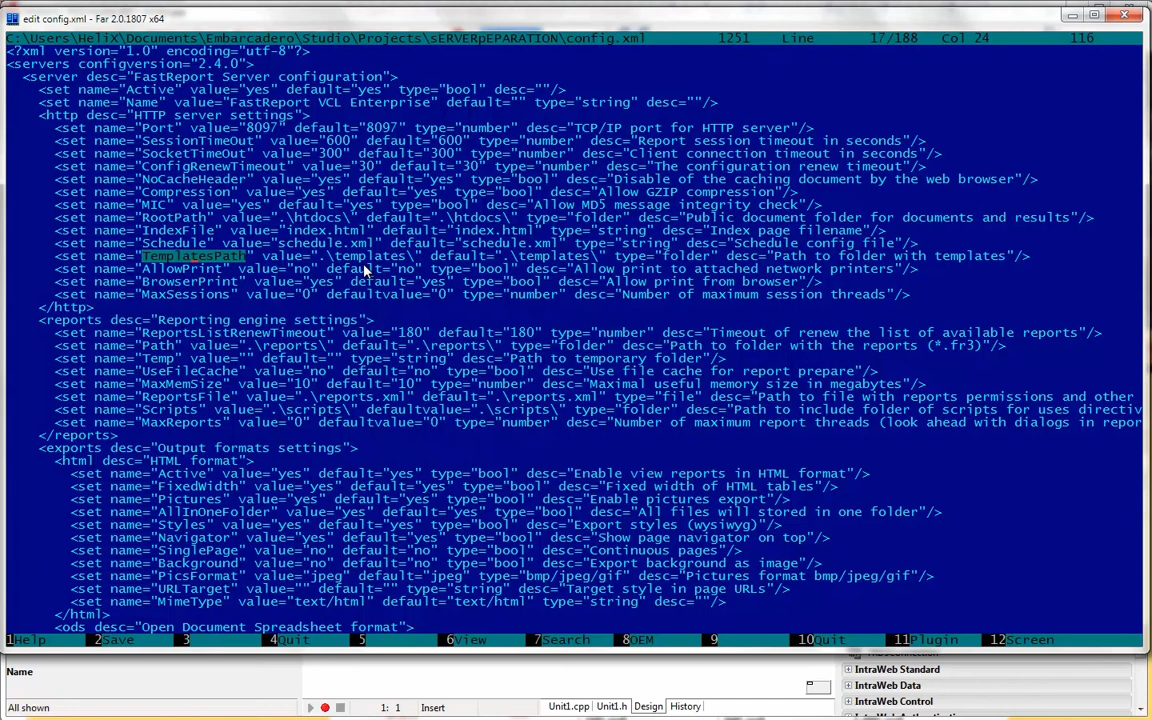 edit config.xml - Far 2.0.1807 x64
C:\Users\HeliX\Documents\Embarcadero\Studio\Projects\sERVERpEPARATION\config.xml 1251 Line 17/188 Col 24 116
<?xml version="1.0" encoding="utf-8"?>
<servers configversion="2.4.0">
<server desc="FastReport Server configuration">
<set name="Active" value="yes" default="yes" type="bool" desc=""/>
<set name="Name" value="FastReport VCL Enterprise" default="" type="string" desc=""/>
<http desc="HTTP server settings">
<set name="Port" value="8097" default="8097" type="number" desc="TCP/IP port for HTTP server"/>
<set name="SessionTimeOut" value="600" default="600" type="number" desc="Report session timeout in seconds"/>
<set name="SocketTimeOut" value="300" default="300" type="number" desc="Client connection timeout in seconds"/>
<set name="ConfigRenewTimeout" value="30" default="30" type="number" desc="The configuration renew timeout"/>
<set name="NoCacheHeader" value="yes" default="yes" type="bool" desc="Disable of the caching document by the web browser"/>
<set name="Compression" value="yes" default="yes" type="bool" desc="Allow GZIP compression"/>
<set name="MIC" value="yes" default="yes" type="bool" desc="Allow MD5 message integrity check"/>
<set name="RootPath" value=".\htdocs\" default=".\htdocs\" type="folder" desc="Public document folder for documents and results"/>
<set name="IndexFile" value="index.html" default="index.html" type="string" desc="Index page filename"/>
<set name="Schedule" value="schedule.xml" default="schedule.xml" type="string" desc="Schedule config file"/>
<set name="TemplatesPath" value=".\templates\" default=".\templates\" type="folder" desc="Path to folder with templates"/>
<set name="AllowPrint" value="no" default="no" type="bool" desc="Allow print to attached network printers"/>
<set name="BrowserPrint" value="yes" default="yes" type="bool" desc="Allow print from browser"/>
<set name="MaxSessions" value="0" defaultvalue="0" type="number" desc="Number of maximum session threads"/>
</http>
<reports desc="Reporting engine settings">
<set name="ReportsListRenewTimeout" value="180" default="180" type="number" desc="Timeout of renew the list of available reports"/>
<set name="Path" value=".\reports\" default=".\reports\" type="folder" desc="Path to folder with the reports (*.fr3)"/>
<set name="Temp" value="" default="" type="string" desc="Path to temporary folder"/>
<set name="UseFileCache" value="no" default="no" type="bool" desc="Use file cache for report prepare"/>
<set name="MaxMemSize" value="10" default="10" type="number" desc="Maximal useful memory size in megabytes"/>
<set name="ReportsFile" value=".\reports.xml" default=".\reports.xml" type="file" desc="Path to file with reports permissions and other
<set name="Scripts" value=".\scripts\" defaultvalue=".\scripts\" type="folder" desc="Path to include folder of scripts for uses directiv
<set name="MaxReports" value="0" defaultvalue="0" type="number" desc="Number of maximum report threads (look ahead with dialogs in repor
</reports>
<exports desc="Output formats settings">
<html desc="HTML format">
<set name="Active" value="yes" default="yes" type="bool" desc="Enable view reports in HTML format"/>
<set name="FixedWidth" value="yes" default="yes" type="bool" desc="Fixed width of HTML tables"/>
<set name="Pictures" value="yes" default="yes" type="bool" desc="Enable pictures export"/>
<set name="AllInOneFolder" value="no" default="no" type="bool" desc="All files will stored in one folder"/>
<set name="Styles" value="yes" default="yes" type="bool" desc="Export styles (wysiwyg)"/>
<set name="Navigator" value="yes" default="yes" type="bool" desc="Show page navigator on top"/>
<set name="SinglePage" value="no" default="no" type="bool" desc="Continuous pages"/>
<set name="Background" value="no" default="no" type="bool" desc="Export background as image"/>
<set name="PicsFormat" value="jpeg" default="jpeg" type="bmp/jpeg/gif" desc="Pictures format bmp/jpeg/gif"/>
<set name="URLTarget" value="" default="" type="string" desc="Target style in page URLs"/>
<set name="MimeType" value="text/html" default="text/html" type="string" desc=""/>
</html>
<ods desc="Open Document Spreadsheet format">
1Help 2Save 3 4Quit 5 6View 7Search 8OEM 9 10Quit 11Plugin 12Screen
Name
IntraWeb Standard
IntraWeb Data
IntraWeb Control
All shown
1: 1 Insert
Unit1.cpp Unit1.h Design History